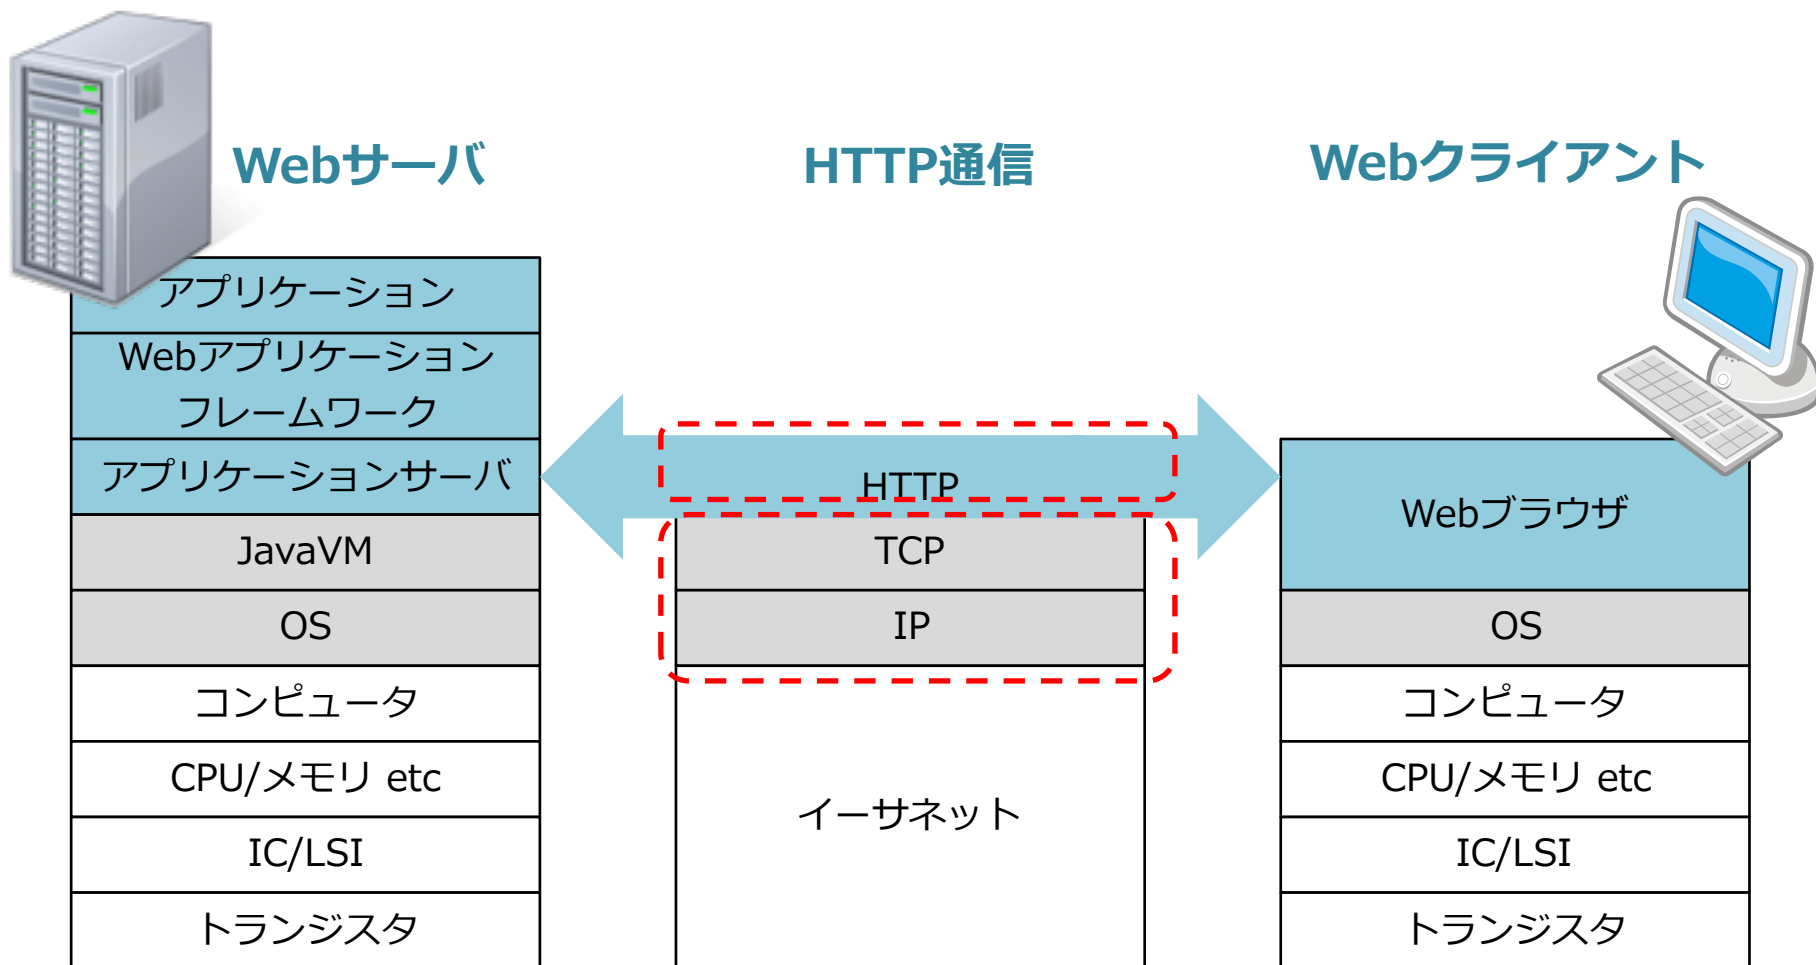 Webサーバ
HTTP通信
Webクライアント
アプリケーション
Webアプリケーション
フレームワーク
アプリケーションサーバ
JavaVM
OS
コンピュータ
CPU/メモリ etc
IC/LSI
トランジスタ
HTTP
TCP
IP
イーサネット
Webブラウザ
OS
コンピュータ
CPU/メモリ etc
IC/LSI
トランジスタ